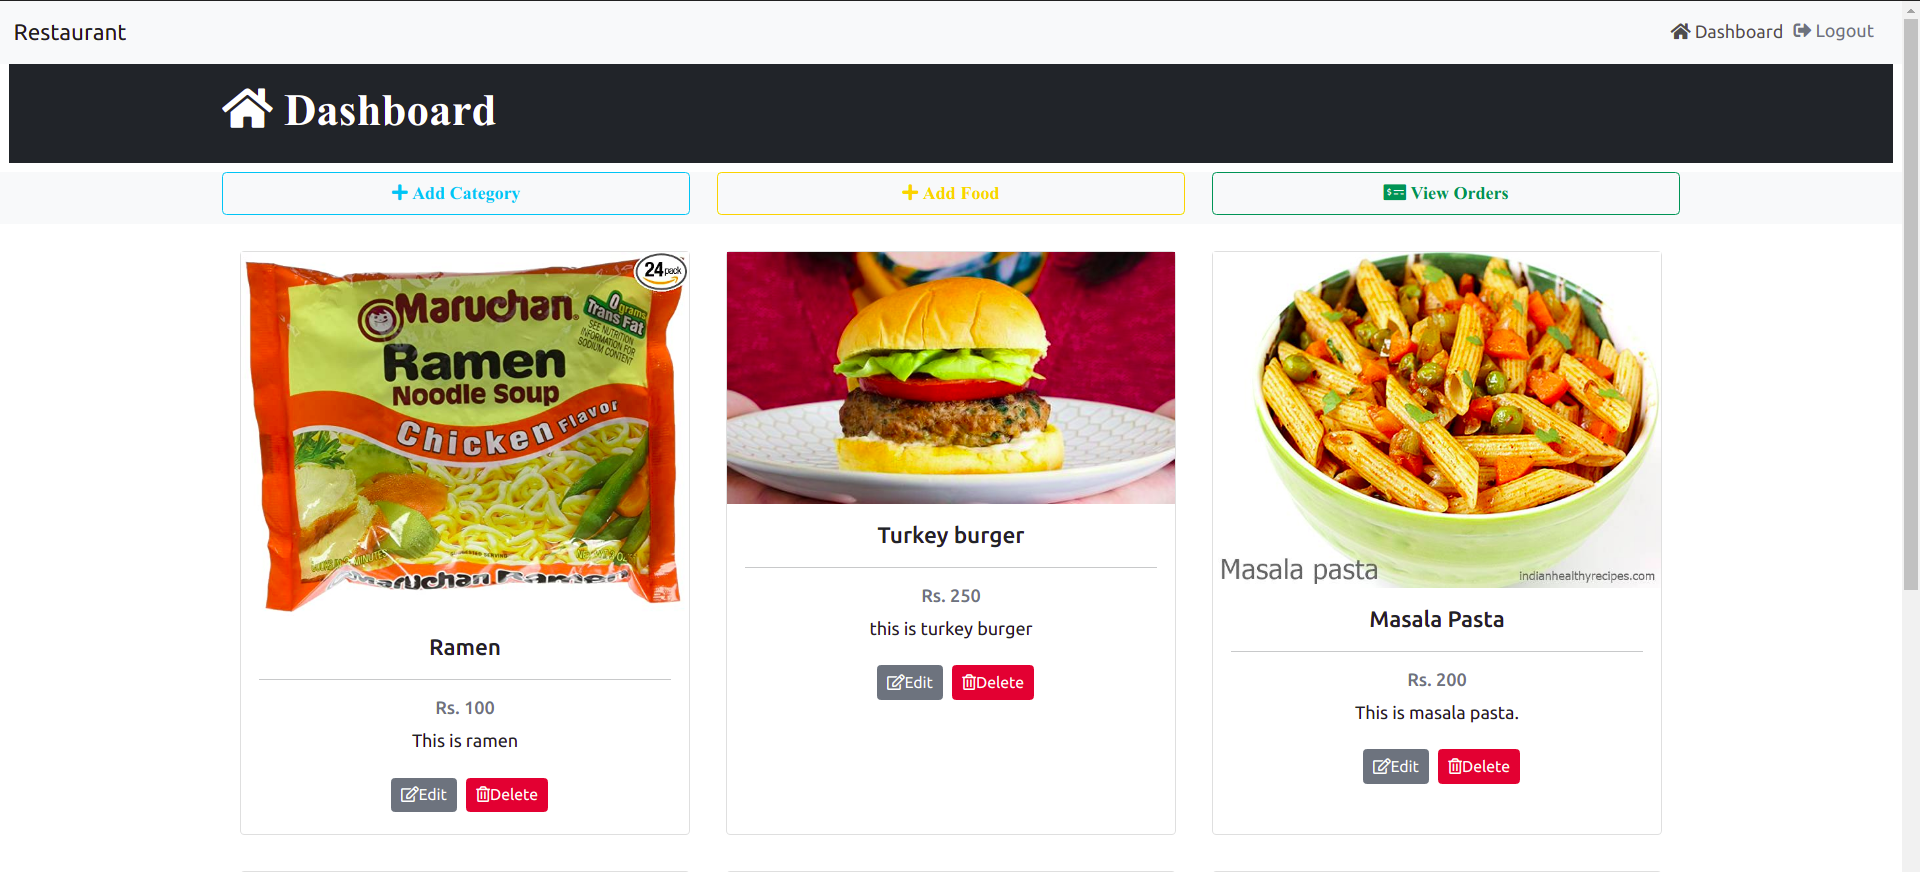 Restaurant
Dashboard
Logout
Dashboard
Add Category
Add Food
View Orders
24 pack
Maruchan
0 grams
Trans Fat
SEE NUTRITION
INFORMATION FOR
SODIUM CONTENT
Ramen
Noodle Soup
Chicken Flavor
Maruchan Ramen
Ramen
Rs. 100
This is ramen
Edit
Delete
Turkey burger
Rs. 250
this is turkey burger
Edit
Delete
Masala pasta
indianhealthyrecipes.com
Masala Pasta
Rs. 200
This is masala pasta.
Edit
Delete